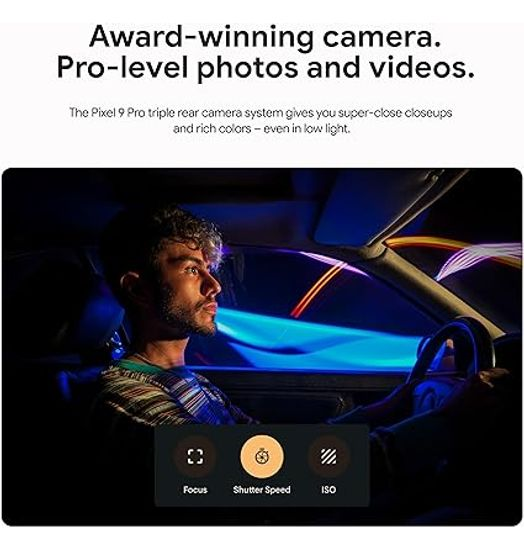 Award-winning camera.
Pro-level photos and videos.
The Pixel 9 Pro triple rear camera system gives you super-close closeups
and rich colors – even in low light.
Focus
Shutter Speed
ISO